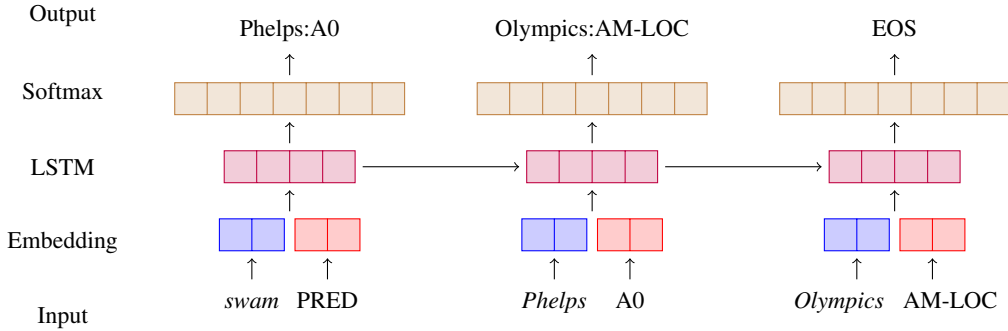 Output Phelps:A0 Olympics:AM-LOC EOS
Softmax
LSTM
Embedding
swam PRED Phelps A0 Olympics AM-LOC
Input